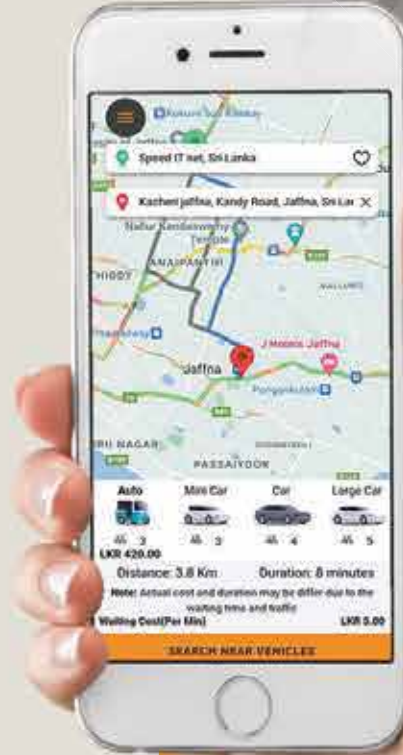 Speed IT net, Sri Lanka
Kacheri jaffna, Kandy Road, Jaffna, Sri Lan
Nallur Kandaswamy
Temple
ANAIPANTHI
J Hotels Jaffna
Jaffna
PASSAIYOOR
Auto Mini Car Car Large Car
3 3 4 5
LKR 420.00
Distance: 3.8 Km Duration: 8 minutes
Note: Actual cost and duration may be differ due to the
waiting time and traffic
Waiting Cost(Per Min) LKR 5.00
SEARCH NEAR VEHICLES